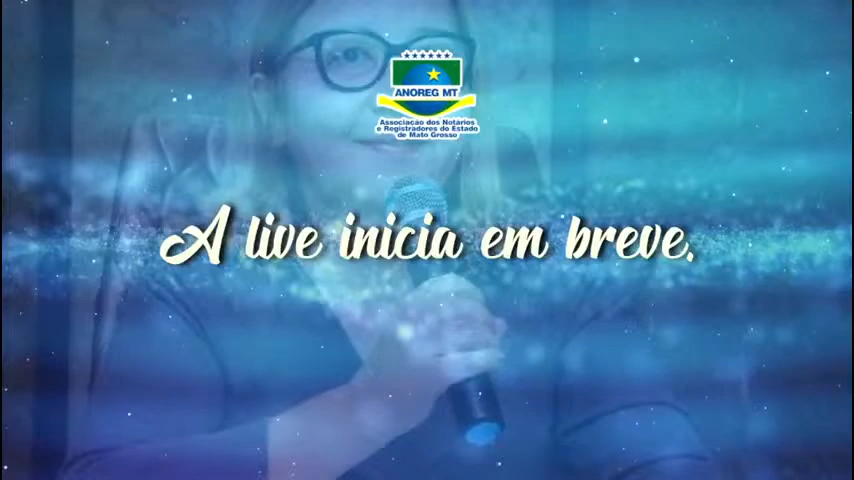 ANOREG MT
Associação dos Notários
e Registradores do Estado
de Mato Grosso
A live inicia em breve.